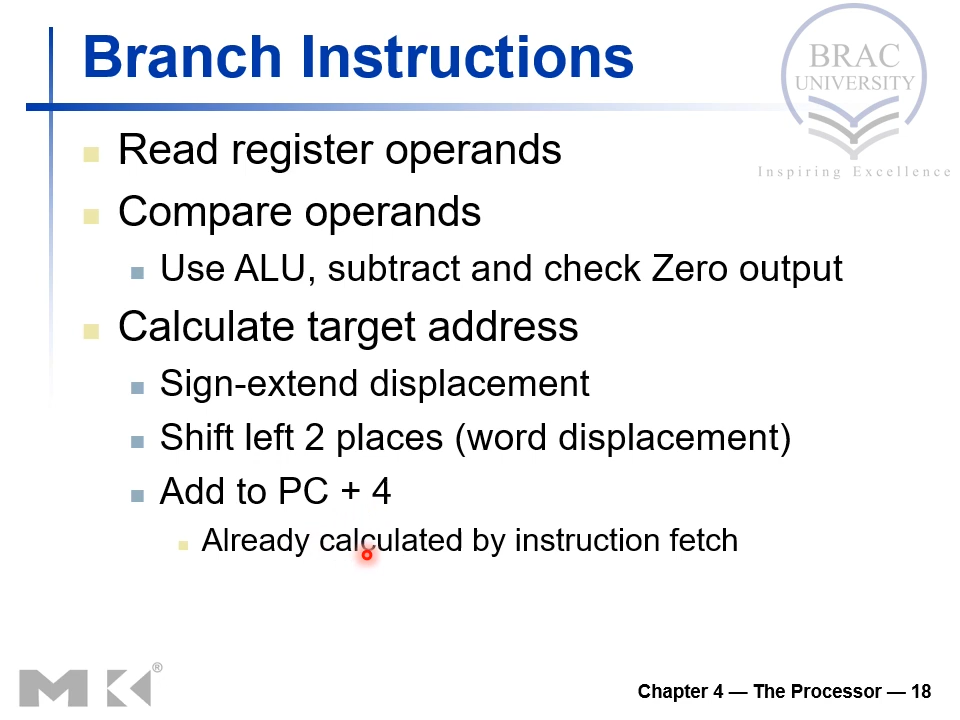 Branch Instructions
BRAC
UNIVERSITY
Inspiring Excellence
Read register operands
Compare operands
Use ALU, subtract and check Zero output
Calculate target address
Sign-extend displacement
Shift left 2 places (word displacement)
Add to PC + 4
Already calculated by instruction fetch
MK®
Chapter 4 — The Processor — 18